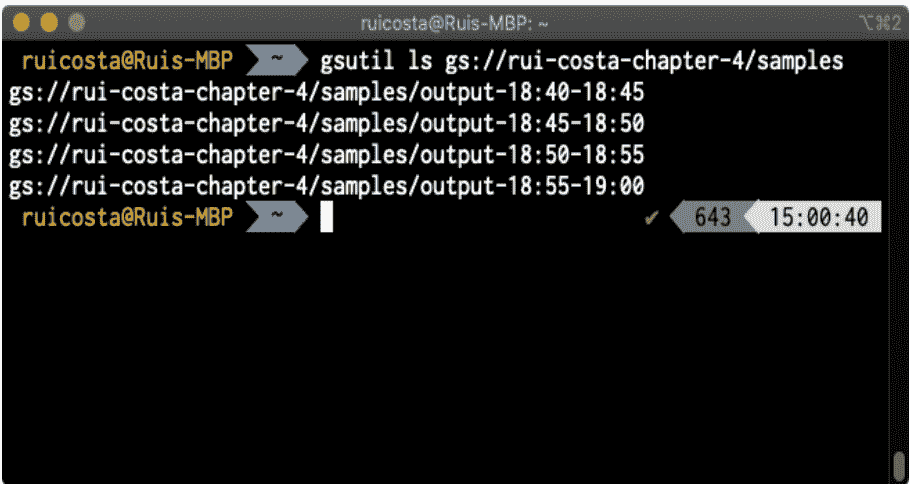 ruicosta@Ruis-MBP: ~ ⌥⌘2
ruicosta@Ruis-MBP ~ gsutil ls gs://rui-costa-chapter-4/samples
gs://rui-costa-chapter-4/samples/output-18:40-18:45
gs://rui-costa-chapter-4/samples/output-18:45-18:50
gs://rui-costa-chapter-4/samples/output-18:50-18:55
gs://rui-costa-chapter-4/samples/output-18:55-19:00
ruicosta@Ruis-MBP ~ ✔ 643 15:00:40